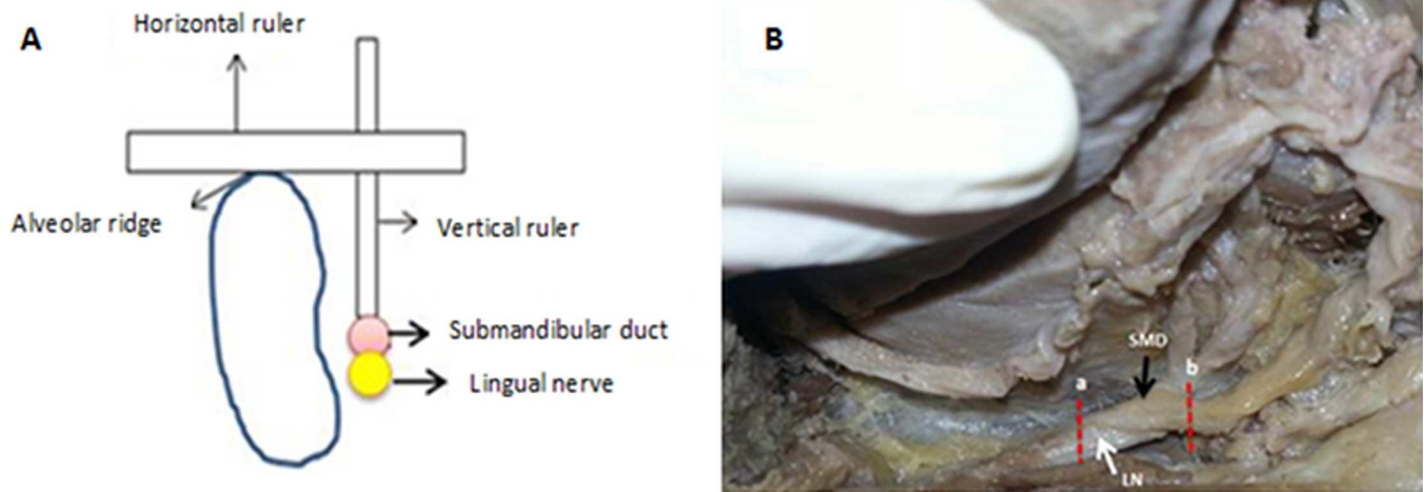 A
Horizontal ruler
Alveolar ridge
Vertical ruler
Submandibular duct
Lingual nerve
B
SMD
a
b
LN